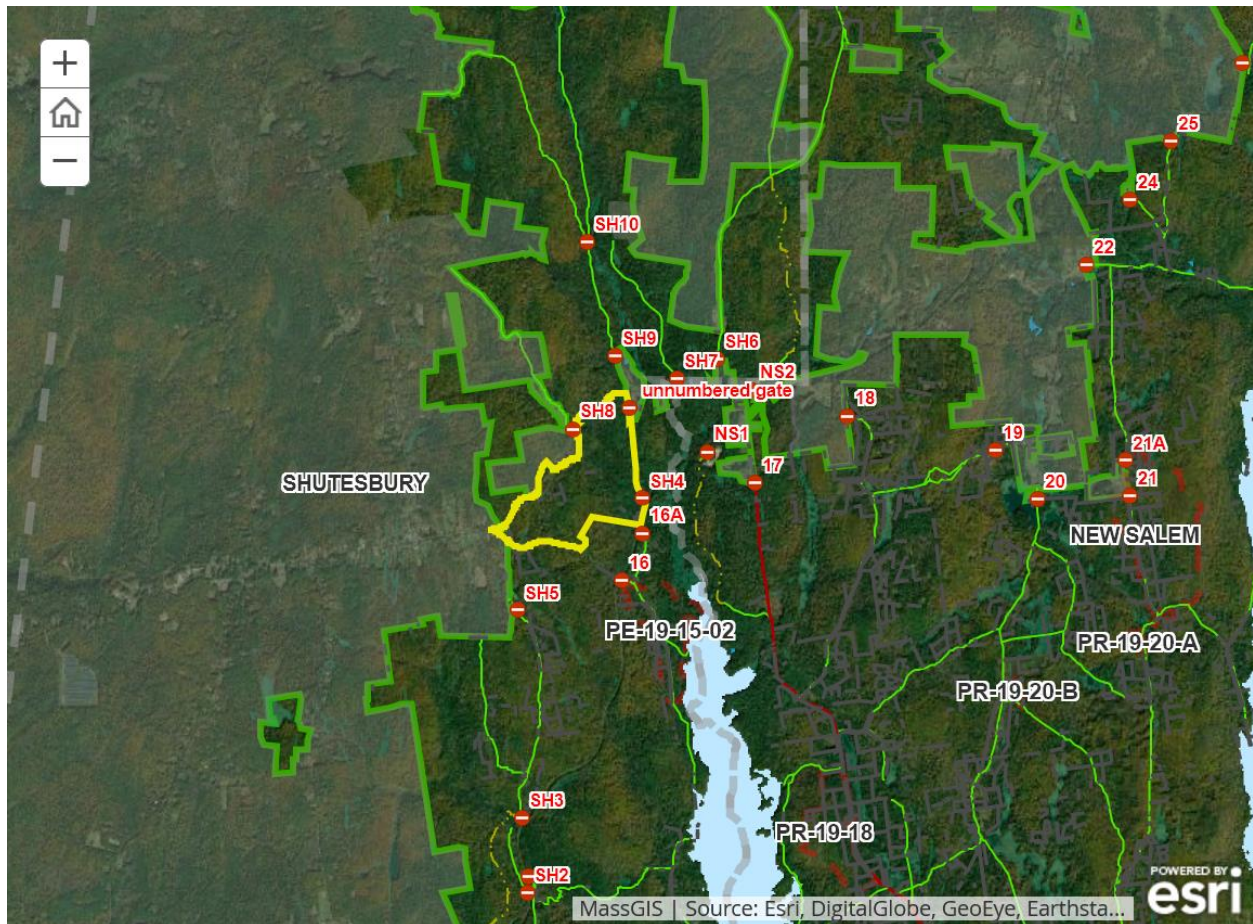 +
−
25
24
SH10
22
SH9
SH6
SH7
NS2
unnumbered gate
18
SH8
NS1
19
21A
17
SHUTESBURY
SH4
20
21
16A
NEW SALEM
16
SH5
PE-19-15-02
PR-19-20-A
PR-19-20-B
SH3
PR-19-18
SH2
POWERED BY
esri
MassGIS | Source: Esri, DigitalGlobe, GeoEye, Earthsta...